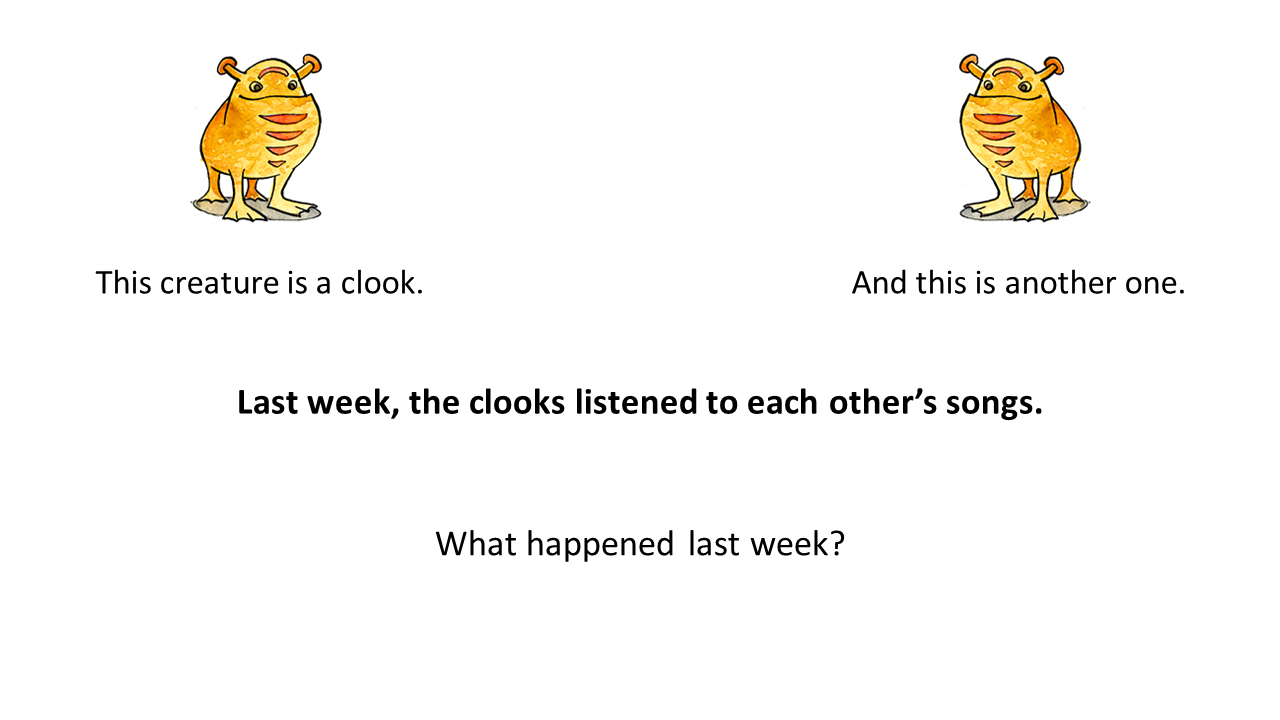 This creature is a clook.
And this is another one.
Last week, the clooks listened to each other’s songs.
What happened last week?